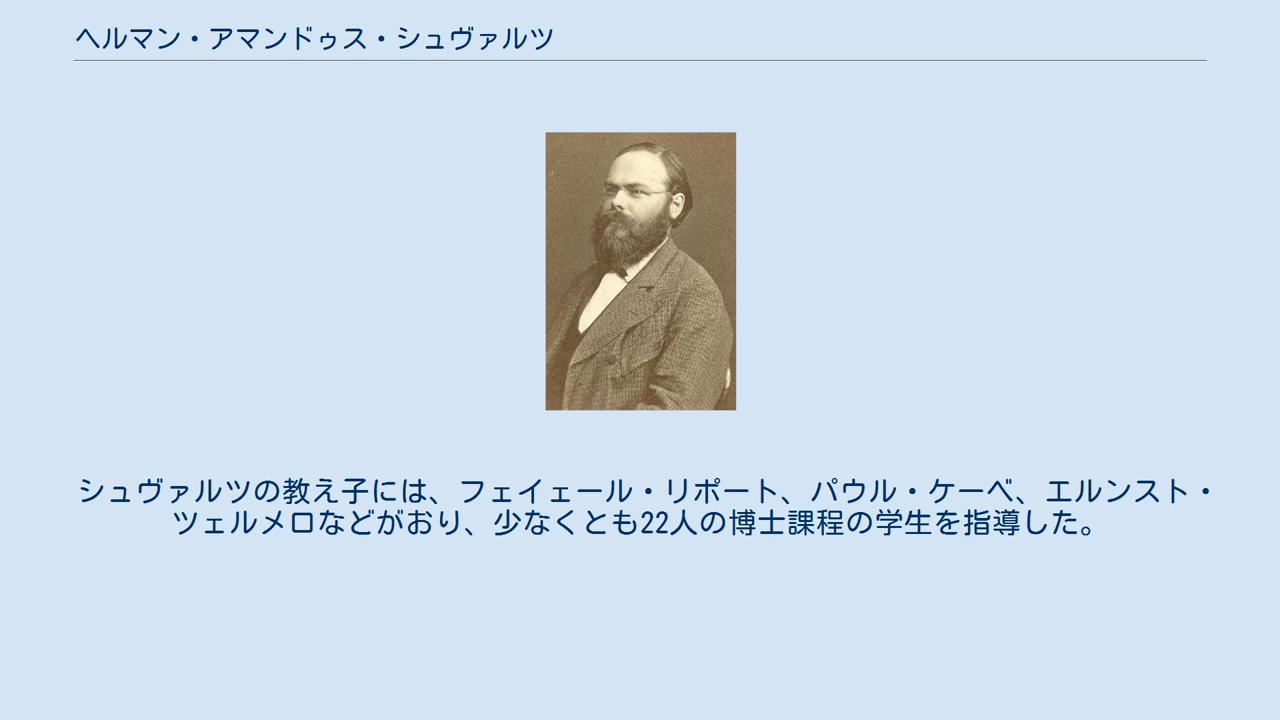 ヘルマン・アマンドゥス・シュヴァルツ
シュヴァルツの教え子には、フェイェール・リポート、パウル・ケーベ、エルンスト・
ツェルメロなどがおり、少なくとも22人の博士課程の学生を指導した。